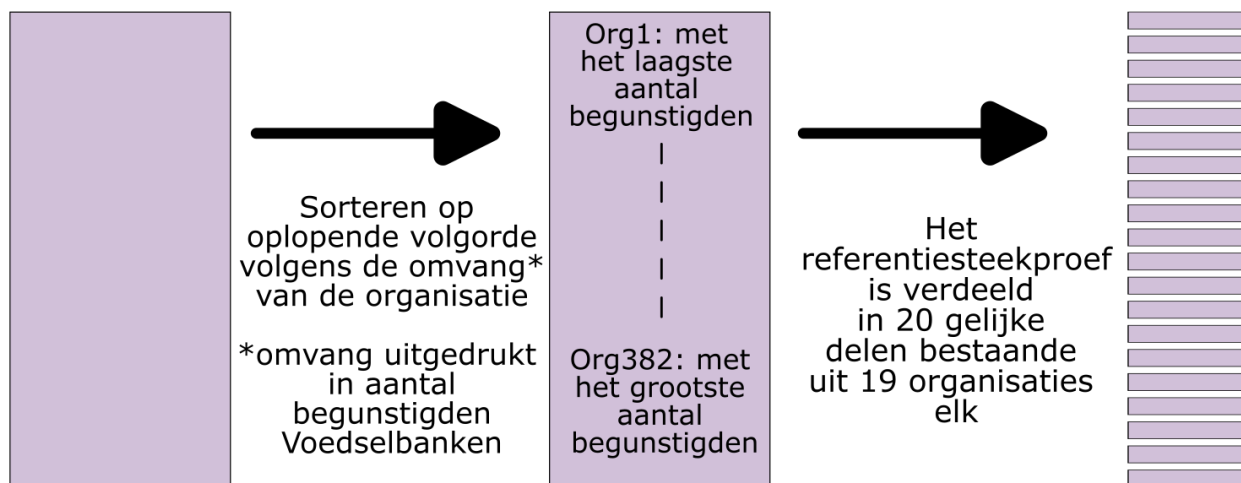 Sorteren op
oplopende volgorde
volgens de omvang*
van de organisatie
*omvang uitgedrukt
in aantal
begunstigden
Voedselbanken
Org1: met
het laagste
aantal
begunstigden
Org382: met
het grootste
aantal
begunstigden
Het
referentiesteekproef
is verdeeld
in 20 gelijke
delen bestaande
uit 19 organisaties
elk